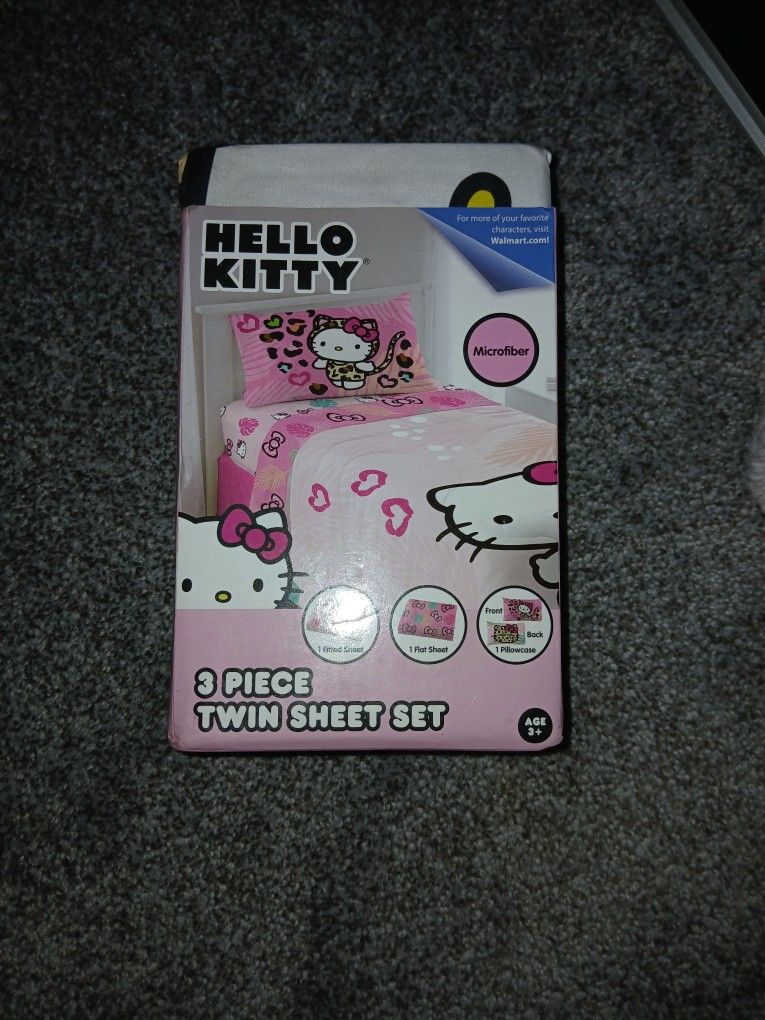 HELLO
KITTY®
For more of your favorite
characters, visit
Walmart.com!
Microfiber
1 Fitted Sheet
1 Flat Sheet
Front
Back
1 Pillowcase
3 PIECE
TWIN SHEET SET
AGE
3+